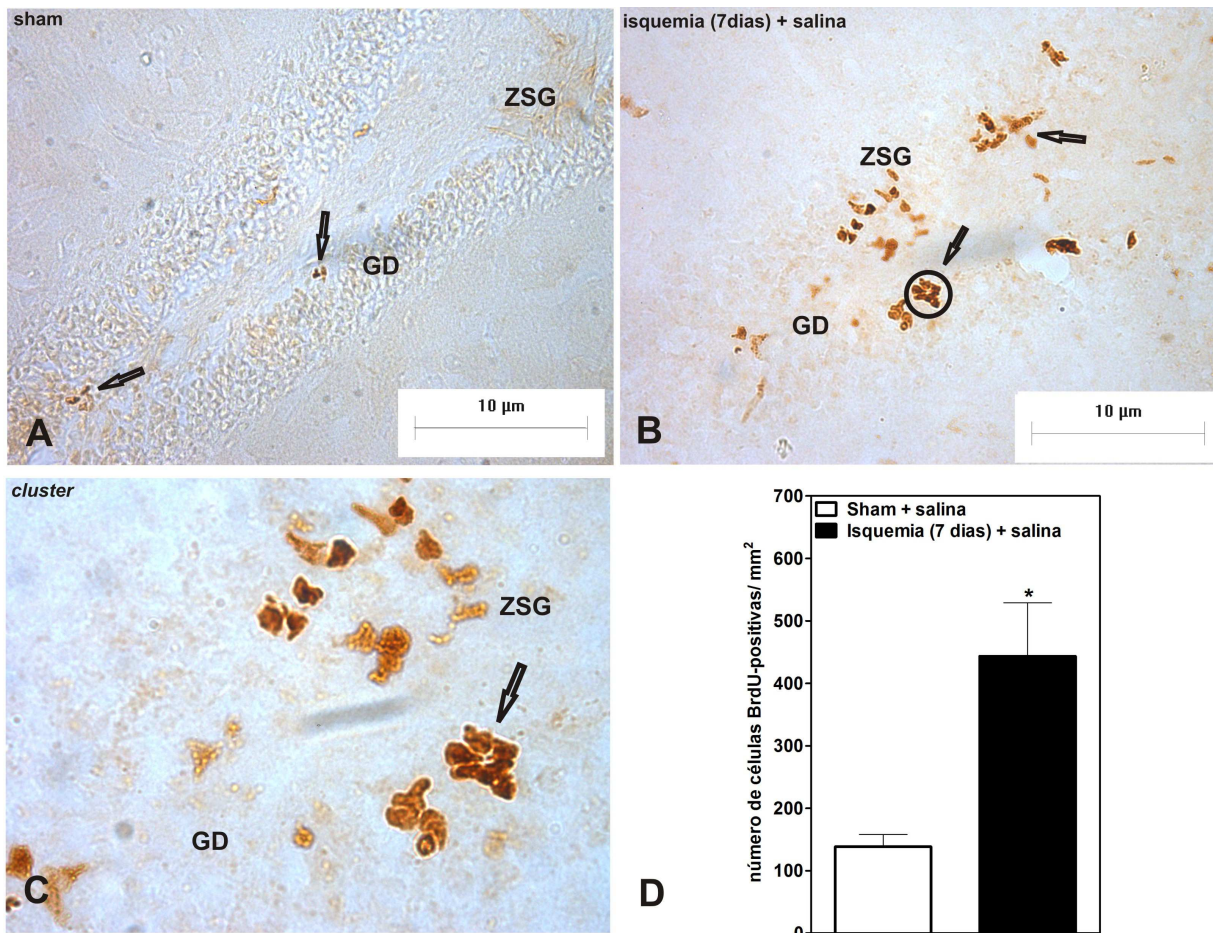 sham
ZSG
GD
10 µm
A
isquemia (7dias) + salina
ZSG
GD
10 µm
B
cluster
ZSG
GD
C
700
600
500
400
300
200
100
0
número de células BrdU-positivas/ mm²
Sham + salina
Isquemia (7 dias) + salina
*
D